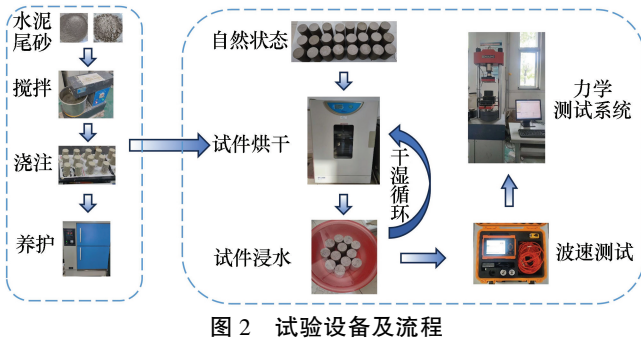 水泥
尾砂
搅拌
浇注
养护
自然状态
试件烘干
干湿循环
试件浸水
波速测试
力学
测试系统
图 2 试验设备及流程